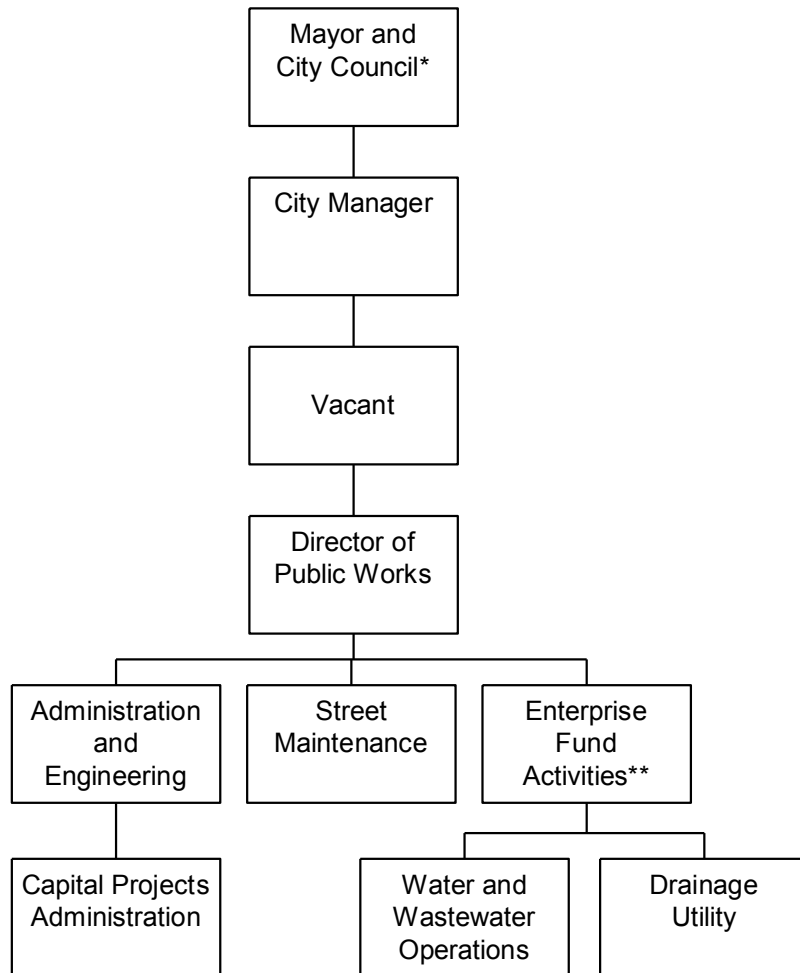 Mayor and
City Council*
City Manager
Vacant
Director of
Public Works
Administration
and
Engineering
Street
Maintenance
Enterprise
Fund
Activities**
Capital Projects
Administration
Water and
Wastewater
Operations
Drainage
Utility